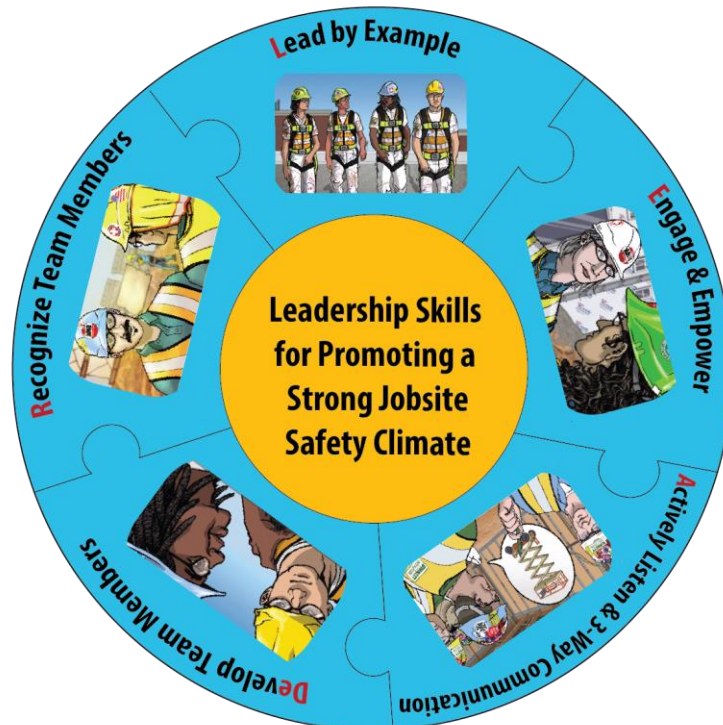 Lead by Example
Engage & Empower
Actively Listen & 3-Way Communication
Develop Team Members
Recognize Team Members
Leadership Skills
for Promoting a
Strong Jobsite
Safety Climate